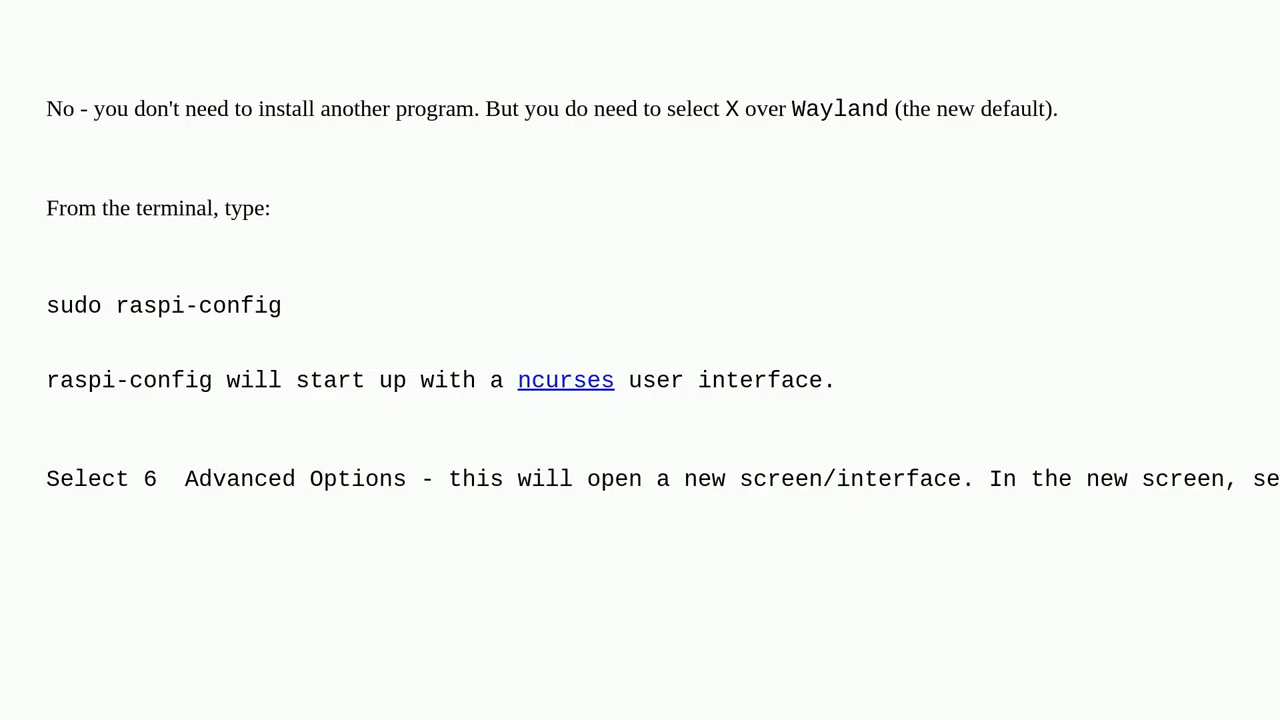 No - you don't need to install another program. But you do need to select X over Wayland (the new default).
From the terminal, type:
sudo raspi-config
raspi-config will start up with a ncurses user interface.
Select 6  Advanced Options - this will open a new screen/interface. In the new screen, se